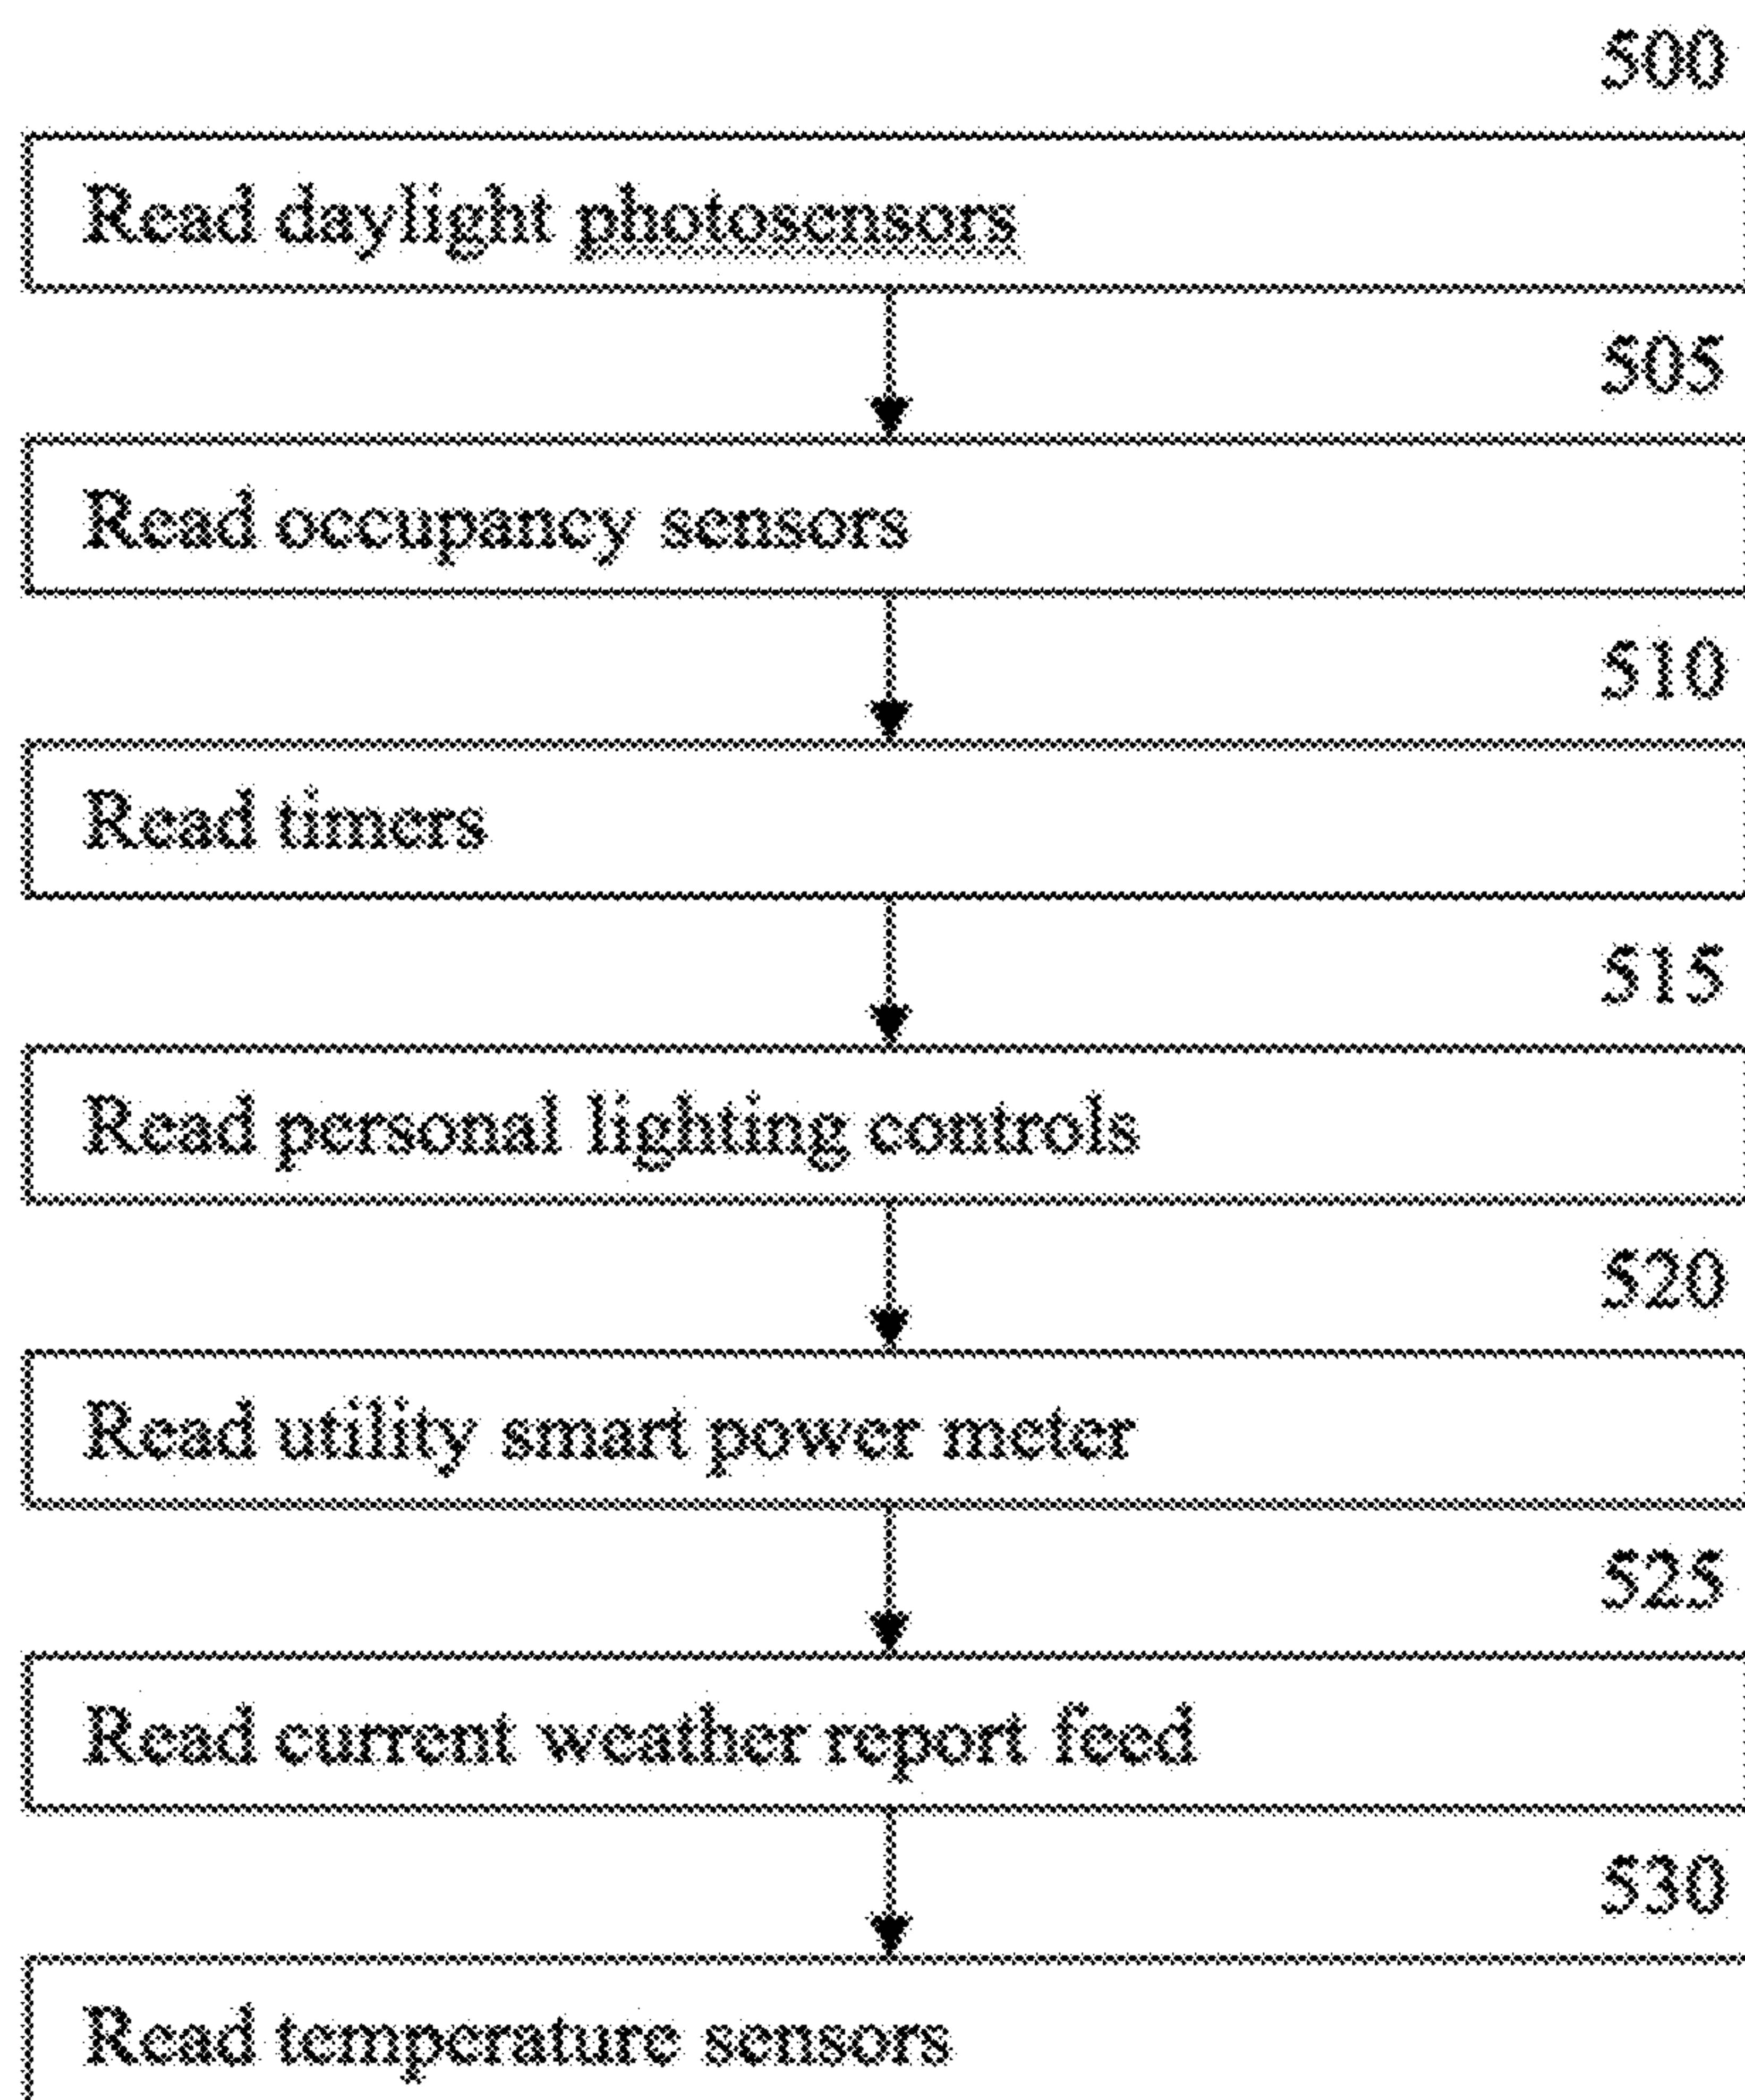 500
Read daylight photosensors
505
Read occupancy sensors
510
Read timers
515
Read personal lighting controls
520
Read utility smart power meter
525
Read current weather report feed
530
Read temperature sensors